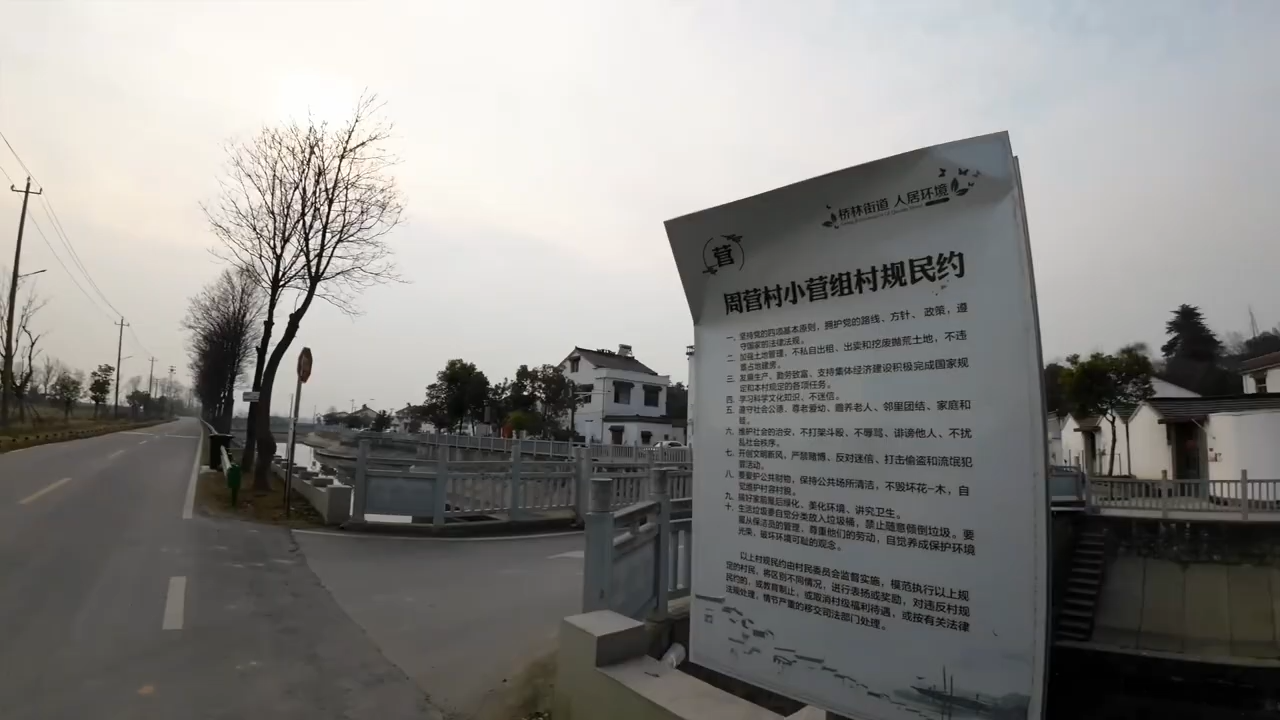 桥林街道 人居环境
营
周营村小营组村规民约
一、坚持党的四项基本原则，拥护党的路线、方针、政策，遵
守国家的法律法规。
二、加强土地管理，不私自出租、出卖和挖废抛荒土地，不违
章占地建房。
三、发展生产、勤劳致富、支持集体经济建设积极完成国家规
定和本村规定的各项任务。
四、学习科学文化知识，不迷信。
五、遵守社会公德、尊老爱幼、赡养老人、邻里团结、家庭和
睦。
六、维护社会的治安，不打架斗殴、不辱骂、诽谤他人、不扰
乱社会秩序。
七、开创文明新风，严禁赌博、反对迷信、打击偷盗和流氓犯
罪活动。
八、要爱护公共财物，保持公共场所清洁，不毁坏花一木，自
觉维护村容村貌。
九、搞好家前屋后绿化、美化环境、讲究卫生。
十、生活垃圾要自觉分类放入垃圾桶，禁止随意倾倒垃圾。要
服从保洁员的管理，尊重他们的劳动，自觉养成保护环境
光荣，破坏环境可耻的观念。
以上村规民约由村民委员会监督实施，模范执行以上规
定的村民，将区别不同情况，进行表扬或奖励，对违反村规
民约的，或教育制止，或取消村级福利待遇，或按有关法律
法规处理，情节严重的移交司法部门处理。